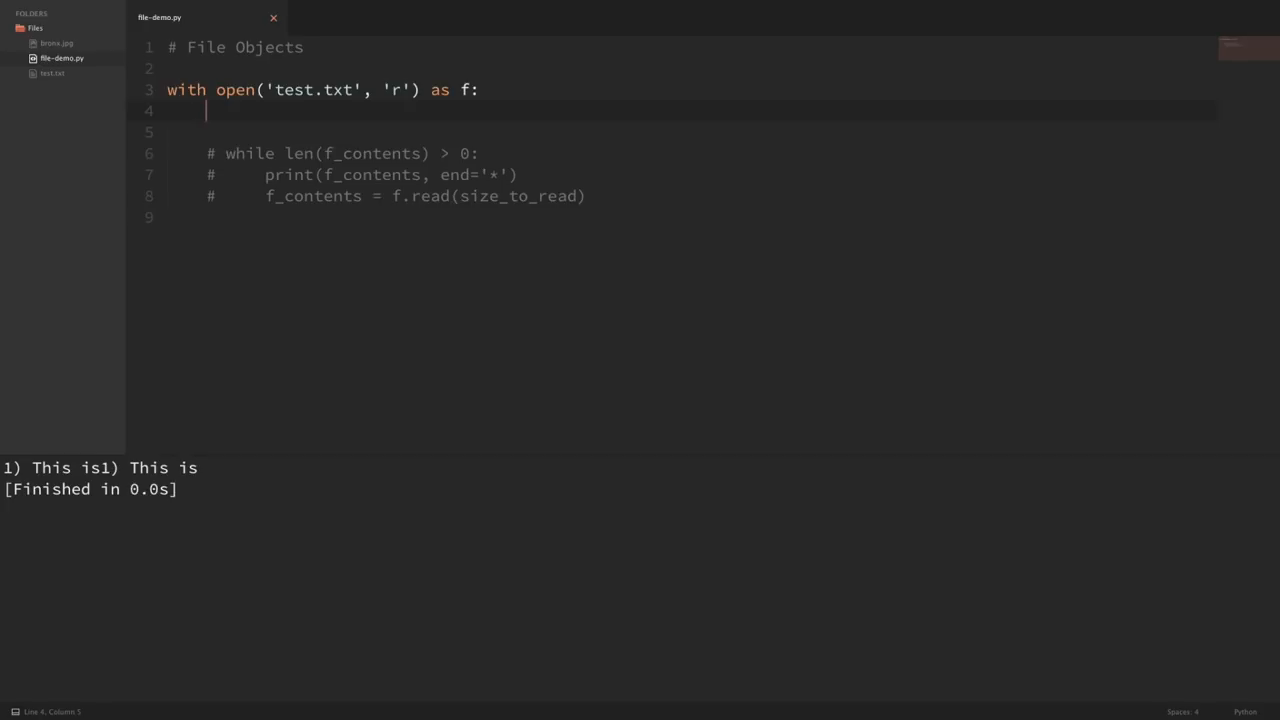 FOLDERS
Files
bronx.jpg
file-demo.py
test.txt
file-demo.py ×
1 # File Objects
2
3 with open('test.txt', 'r') as f:
4
5
6     # while len(f_contents) > 0:
7     #     print(f_contents, end='*')
8     #     f_contents = f.read(size_to_read)
9
1) This is1) This is
[Finished in 0.0s]
Line 4, Column 5
Spaces: 4
Python